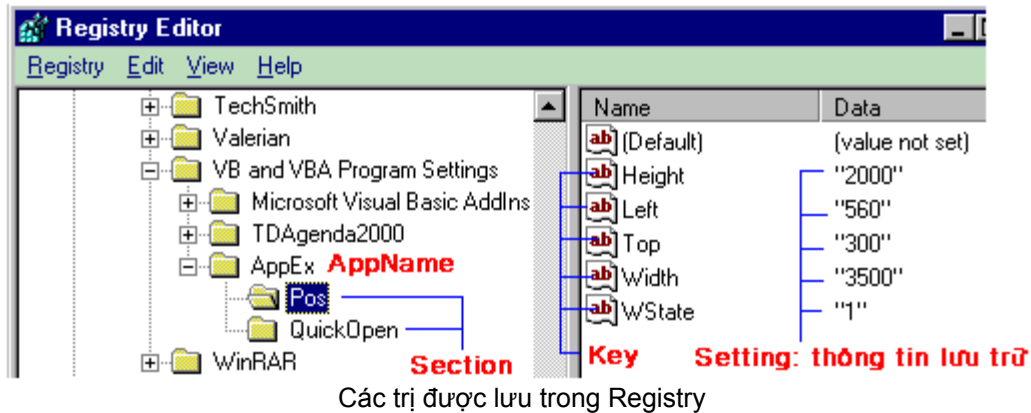 Registry Editor
Registry Edit View Help
TechSmith
Valerian
VB and VBA Program Settings
Microsoft Visual Basic AddIns
TDAgenda2000
AppEx AppName
Pos
QuickOpen
Section
WinRAR
Name Data
(Default) (value not set)
Height "2000"
Left "560"
Top "300"
Width "3500"
WState "1"
Key Setting: thông tin lưu trữ
Các trị được lưu trong Registry